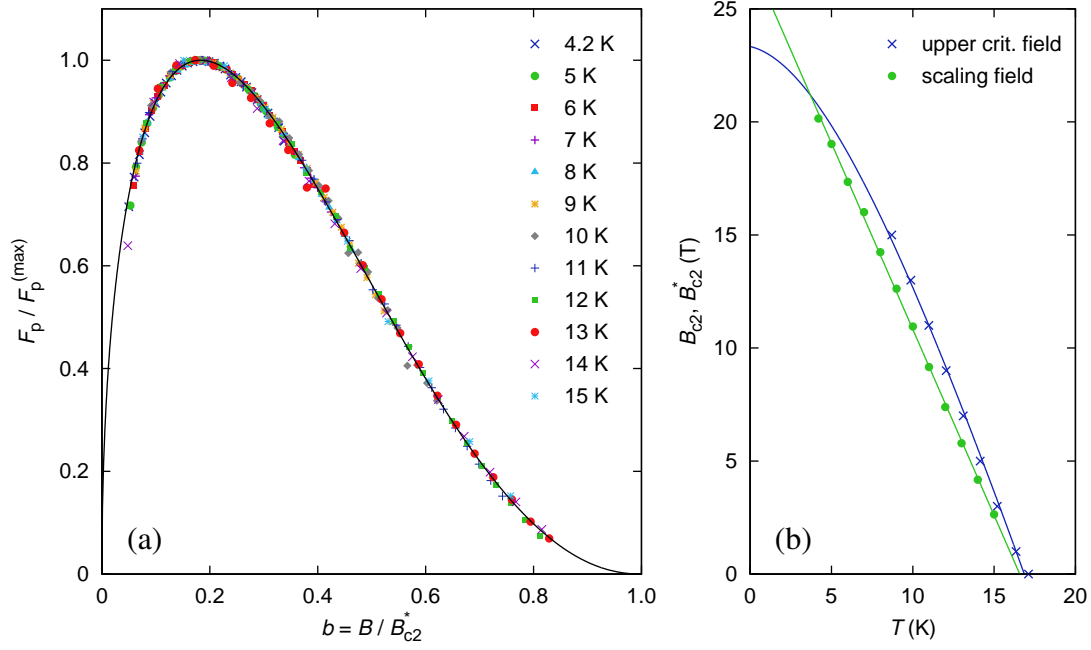 F_p / F_p^(max)
1.0
0.8
0.6
0.4
0.2
0
0
0.2
0.4
0.6
0.8
1.0
b = B / B*_c2
(a)
4.2 K
5 K
6 K
7 K
8 K
9 K
10 K
11 K
12 K
13 K
14 K
15 K
B_c2, B*_c2 (T)
25
20
15
10
5
0
0
5
10
15
20
T (K)
(b)
upper crit. field
scaling field